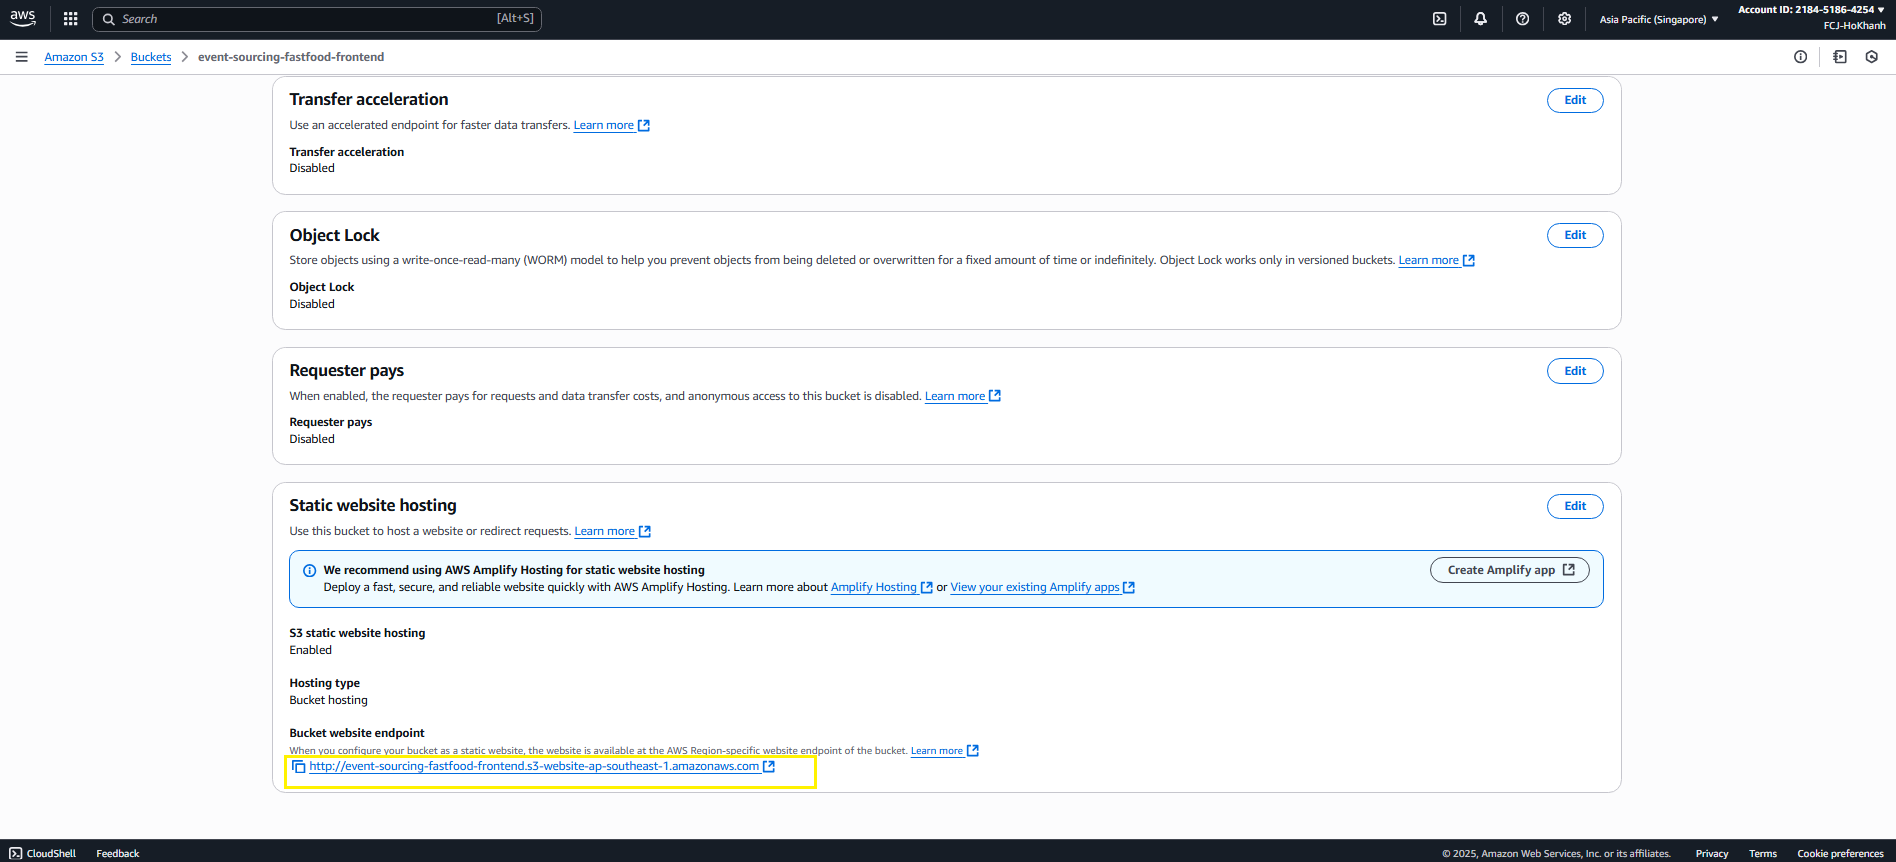 aws
Search [Alt+S]
Asia Pacific (Singapore)
Account ID: 2184-5186-4254
FCJ-HoKhanh
Amazon S3 > Buckets > event-sourcing-fastfood-frontend
Transfer acceleration
Edit
Use an accelerated endpoint for faster data transfers. Learn more
Transfer acceleration
Disabled
Object Lock
Edit
Store objects using a write-once-read-many (WORM) model to help you prevent objects from being deleted or overwritten for a fixed amount of time or indefinitely. Object Lock works only in versioned buckets. Learn more
Object Lock
Disabled
Requester pays
Edit
When enabled, the requester pays for requests and data transfer costs, and anonymous access to this bucket is disabled. Learn more
Requester pays
Disabled
Static website hosting
Edit
Use this bucket to host a website or redirect requests. Learn more
We recommend using AWS Amplify Hosting for static website hosting
Deploy a fast, secure, and reliable website quickly with AWS Amplify Hosting. Learn more about Amplify Hosting or View your existing Amplify apps
Create Amplify app
S3 static website hosting
Enabled
Hosting type
Bucket hosting
Bucket website endpoint
When you configure your bucket as a static website, the website is available at the AWS Region-specific website endpoint of the bucket. Learn more
http://event-sourcing-fastfood-frontend.s3-website-ap-southeast-1.amazonaws.com
CloudShell Feedback
© 2025, Amazon Web Services, Inc. or its affiliates. Privacy Terms Cookie preferences